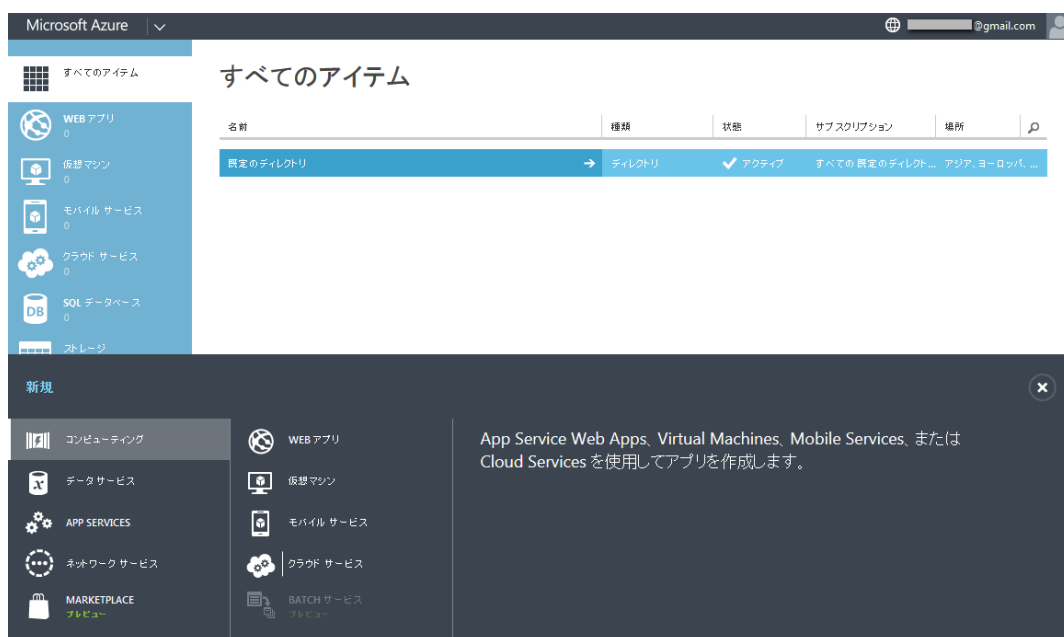 Microsoft Azure
@gmail.com
すべてのアイテム
WEB アプリ
0
仮想マシン
0
モバイル サービス
0
クラウド サービス
0
SQL データベース
0
ストレージ
すべてのアイテム
名前 種類 状態 サブスクリプション 場所
既定のディレクトリ ディレクトリ アクティブ すべての 既定のディレクト... アジア、ヨーロッパ、...
新規
コンピューティング
データ サービス
APP SERVICES
ネットワーク サービス
MARKETPLACE
プレビュー
WEB アプリ
仮想マシン
モバイル サービス
クラウド サービス
BATCH サービス
プレビュー
App Service Web Apps、Virtual Machines、Mobile Services、または
Cloud Services を使用してアプリを作成します。